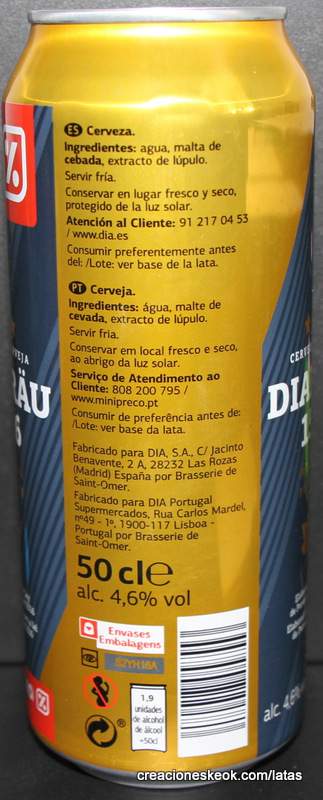 ES Cerveza.
Ingredientes: agua, malta de
cebada, extracto de lúpulo.
Servir fría.
Conservar en lugar fresco y seco,
protegido de la luz solar.
Atención al Cliente: 91 217 04 53
/ www.dia.es
Consumir preferentemente antes
del: /Lote: ver base de la lata.
PT Cerveja.
Ingredientes: água, malte de
cevada, extracto de lúpulo.
Servir fria.
Conservar em local fresco e seco,
ao abrigo da luz solar.
Serviço de Atendimento ao
Cliente: 808 200 795 /
www.minipreco.pt
Consumir de preferência antes de:
/Lote: ver base da lata.
Fabricado para DIA, S.A., C/ Jacinto
Benavente, 2 A, 28232 Las Rozas
(Madrid) España por Brasserie de
Saint-Omer.
Fabricado para DIA Portugal
Supermercados, Rua Carlos Mardel,
nº49 - 1º, 1900-117 Lisboa -
Portugal por Brasserie de
Saint-Omer.
50 cl e
alc. 4,6% vol
Envases
Embalagens
1,9
unidades
de alcohol
de álcool
=50cl
%.
EJA
ÄU
6
CERV
DIA
1
alc. 4,6%
creacioneskeok.com/latas